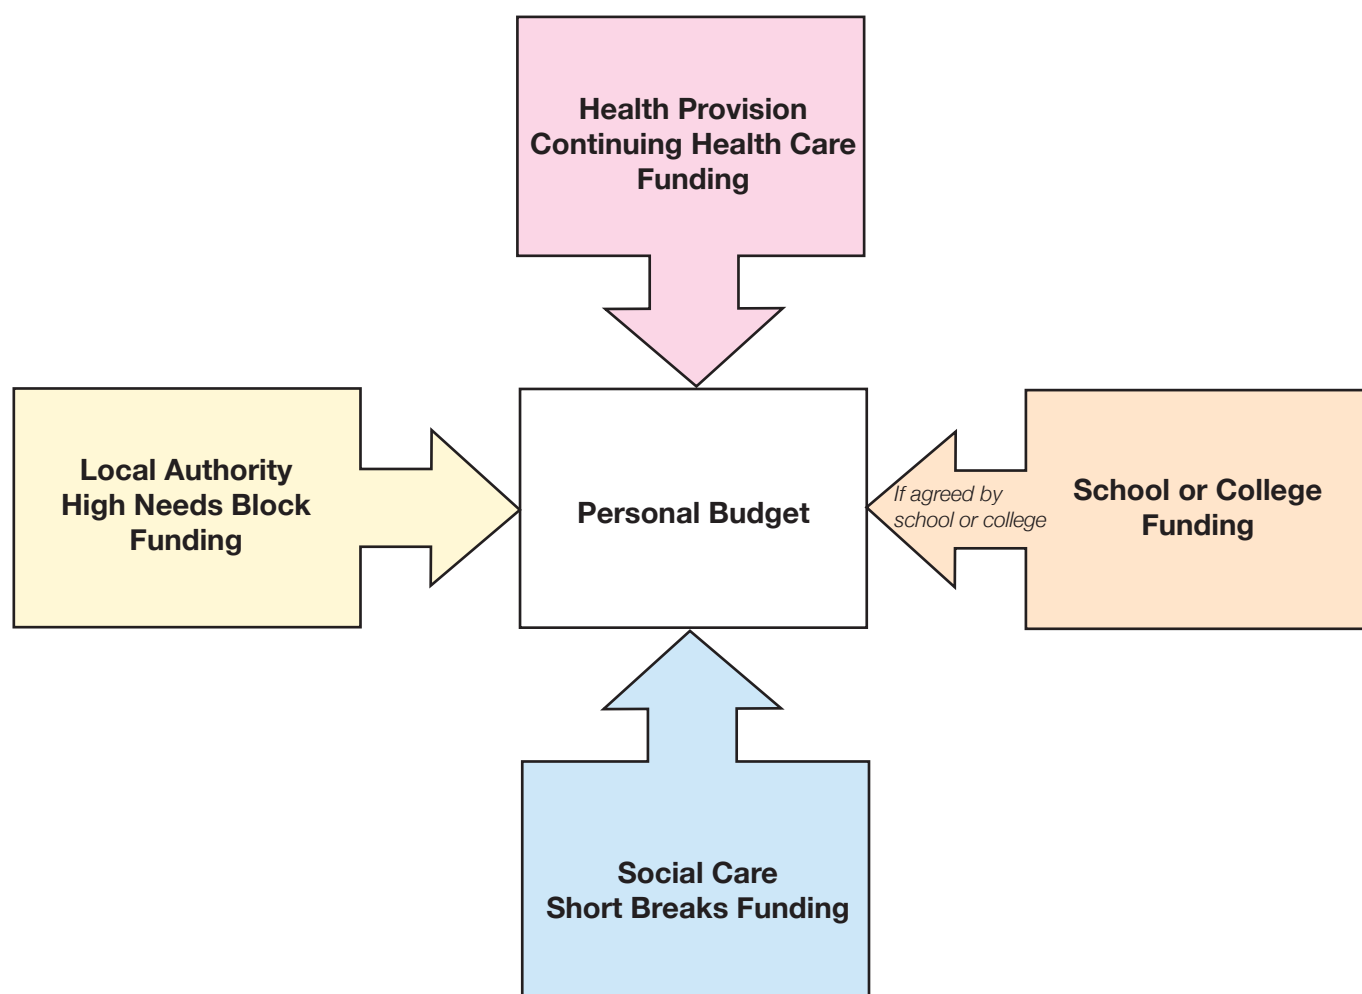 Health Provision
Continuing Health Care
Funding
Local Authority
High Needs Block
Funding
Personal Budget
If agreed by
school or college
School or College
Funding
Social Care
Short Breaks Funding